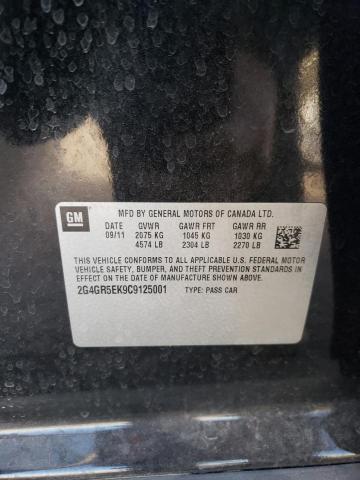 GM
MFD BY GENERAL MOTORS OF CANADA LTD.
DATE GVWR GAWR FRT GAWR RR
09/11 2075 KG 1045 KG 1030 KG
4574 LB 2304 LB 2270 LB
THIS VEHICLE CONFORMS TO ALL APPLICABLE U.S. FEDERAL MOTOR
VEHICLE SAFETY, BUMPER, AND THEFT PREVENTION STANDARDS
IN EFFECT ON THE DATE OF MANUFACTURE SHOWN ABOVE.
2G4GR5EK9C9125001 TYPE: PASS CAR